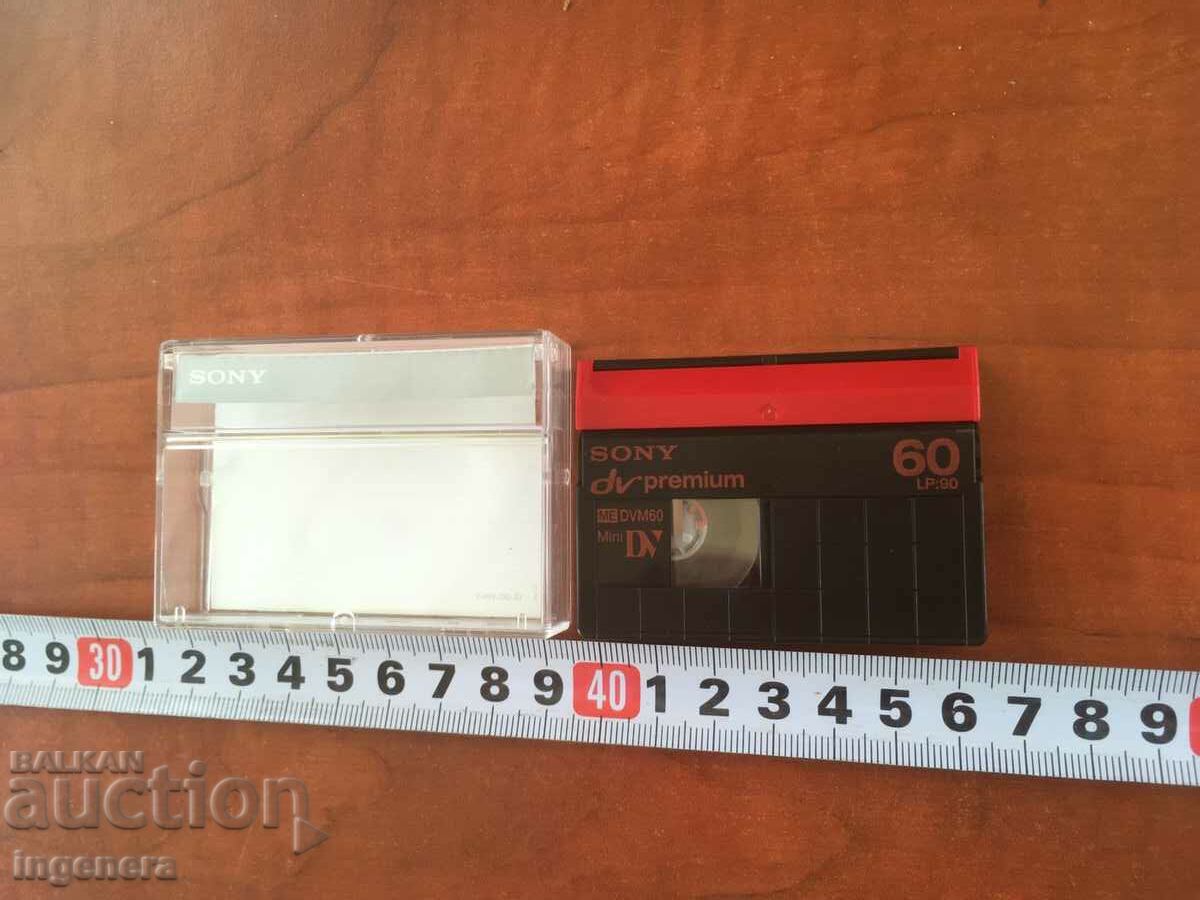 SONY
SONY
dv premium
60
LP:90
ME DVM60
Mini DV
8 9 30 1 2 3 4 5 6 7 8 9 40 1 2 3 4 5 6 7 8 9
BALKAN
auction
ingenera